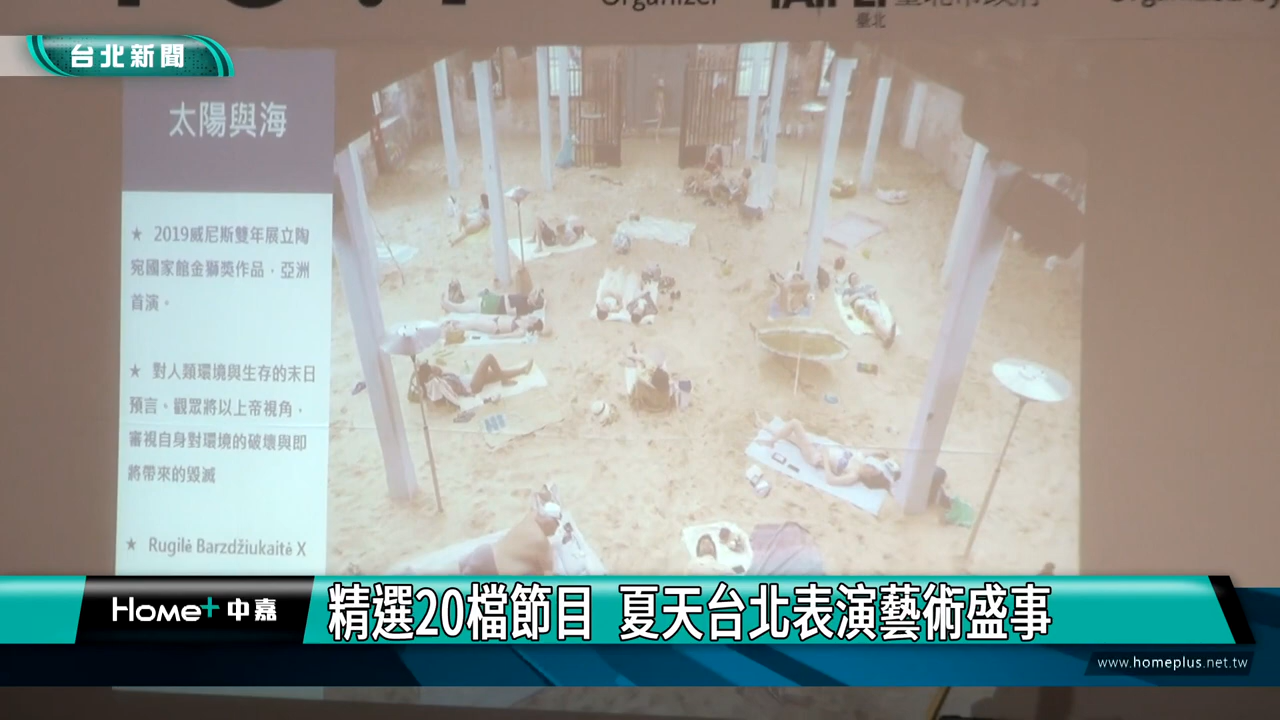 Organizer
TAIPEI 臺北市政府
臺北
台北新聞
太陽與海
★ 2019威尼斯雙年展立陶
宛國家館金獅獎作品，亞洲
首演。
★ 對人類環境與生存的末日
預言、觀眾將以上帝視角，
審視自身對環境的破壞與即
將帶來的毀滅
★ Rugilė Barzdžiukaitė X
Home+中嘉
精選20檔節目 夏天台北表演藝術盛事
www.homeplus.net.tw